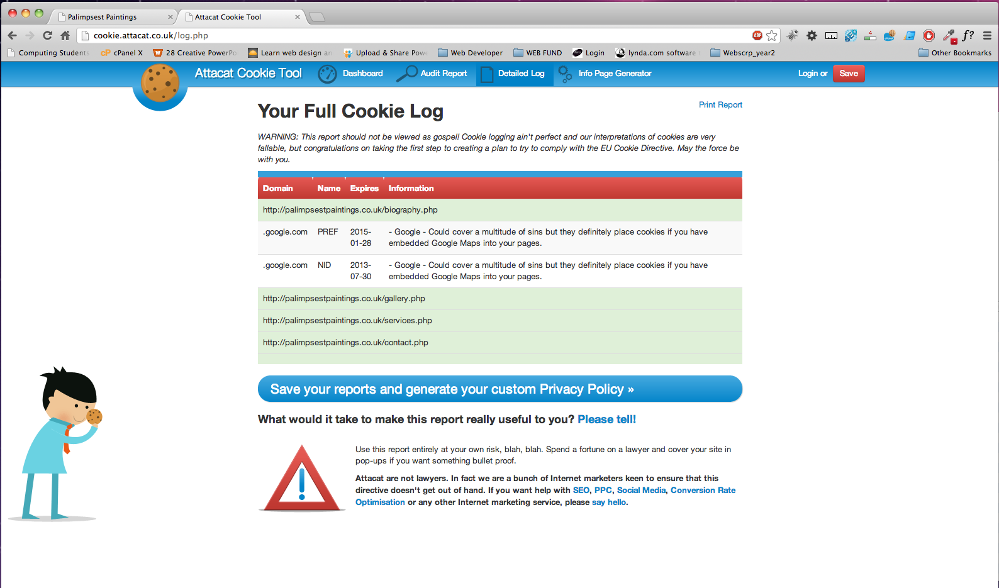 Palimpsest Paintings
Attacat Cookie Tool
cookie.attacat.co.uk/log.php
ABP
4
f?
Computing Students
cP cPanel X
W 28 Creative PowerPo
Learn web design an
Upload & Share Powe
Web Developer
WEB FUND
Login
lynda.com software t
Webscrp_year2
Other Bookmarks
Attacat Cookie Tool
Dashboard
Audit Report
Detailed Log
Info Page Generator
Login or Save
Your Full Cookie Log
Print Report
WARNING: This report should not be viewed as gospel! Cookie logging ain't perfect and our interpretations of cookies are very
fallable, but congratulations on taking the first step to creating a plan to try to comply with the EU Cookie Directive. May the force be
with you.
Domain Name Expires Information
http://palimpsestpaintings.co.uk/biography.php
.google.com PREF 2015- - Google - Could cover a multitude of sins but they definitely place cookies if you have
01-28 embedded Google Maps into your pages.
.google.com NID 2013- - Google - Could cover a multitude of sins but they definitely place cookies if you have
07-30 embedded Google Maps into your pages.
http://palimpsestpaintings.co.uk/gallery.php
http://palimpsestpaintings.co.uk/services.php
http://palimpsestpaintings.co.uk/contact.php
Save your reports and generate your custom Privacy Policy »
What would it take to make this report really useful to you? Please tell!
Use this report entirely at your own risk, blah, blah. Spend a fortune on a lawyer and cover your site in
pop-ups if you want something bullet proof.
Attacat are not lawyers. In fact we are a bunch of Internet marketers keen to ensure that this
directive doesn't get out of hand. If you want help with SEO, PPC, Social Media, Conversion Rate
Optimisation or any other Internet marketing service, please say hello.